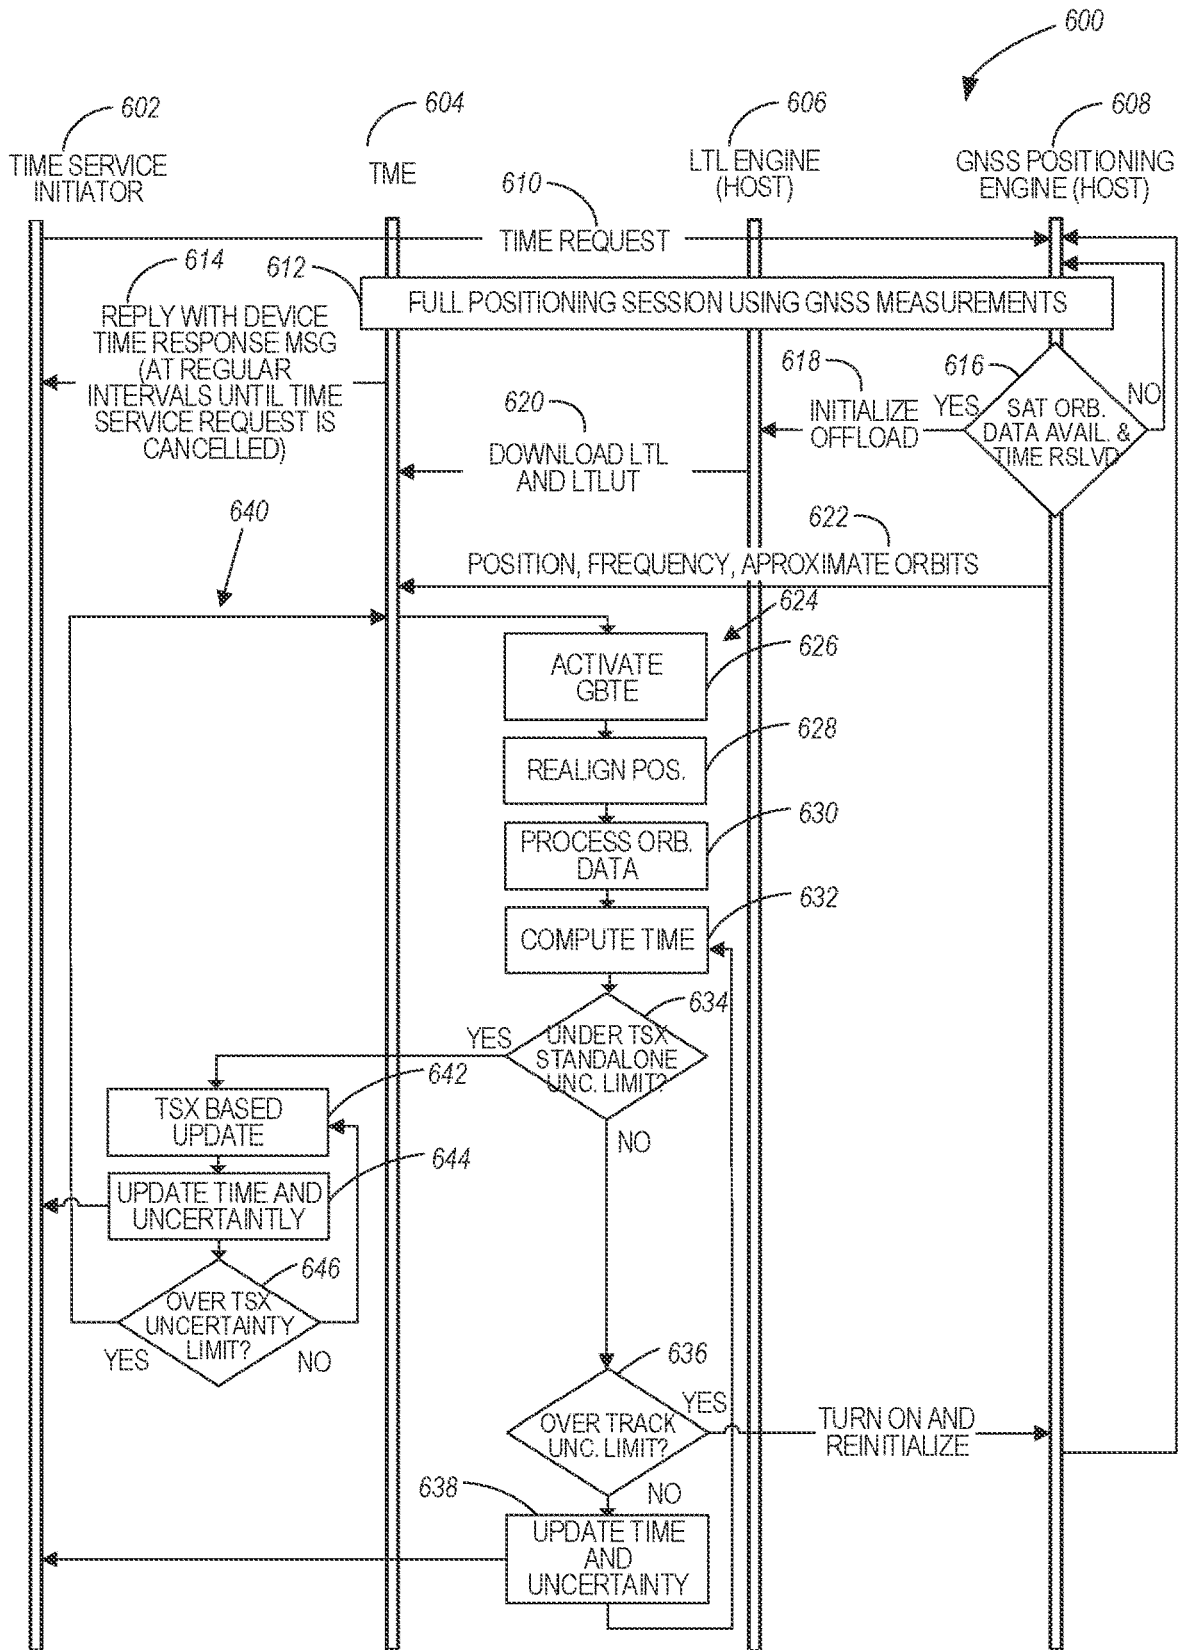 600
602
604
606
608
TIME SERVICE
INITIATOR
TME
LTL ENGINE
(HOST)
GNSS POSITIONING
ENGINE (HOST)
610
TIME REQUEST
614
612
FULL POSITIONING SESSION USING GNSS MEASUREMENTS
REPLY WITH DEVICE
TIME RESPONSE MSG
(AT REGULAR
INTERVALS UNTIL TIME
SERVICE REQUEST IS
CANCELLED)
618
616
YES
NO
INITIALIZE
OFFLOAD
SAT ORB.
DATA AVAIL. &
TIME RSLVD
620
DOWNLOAD LTL
AND LTLUT
640
622
POSITION, FREQUENCY, APROXIMATE ORBITS
624
ACTIVATE
GBTE
626
REALIGN POS.
628
PROCESS ORB.
DATA
630
COMPUTE TIME
632
634
YES
UNDER TSX
STANDALONE
UNC. LIMIT?
NO
642
TSX BASED
UPDATE
644
UPDATE TIME AND
UNCERTAINTLY
646
OVER TSX
UNCERTAINTY
LIMIT?
YES
NO
636
YES
OVER TRACK
UNC. LIMIT?
TURN ON AND
REINITIALIZE
NO
638
UPDATE TIME
AND
UNCERTAINTY